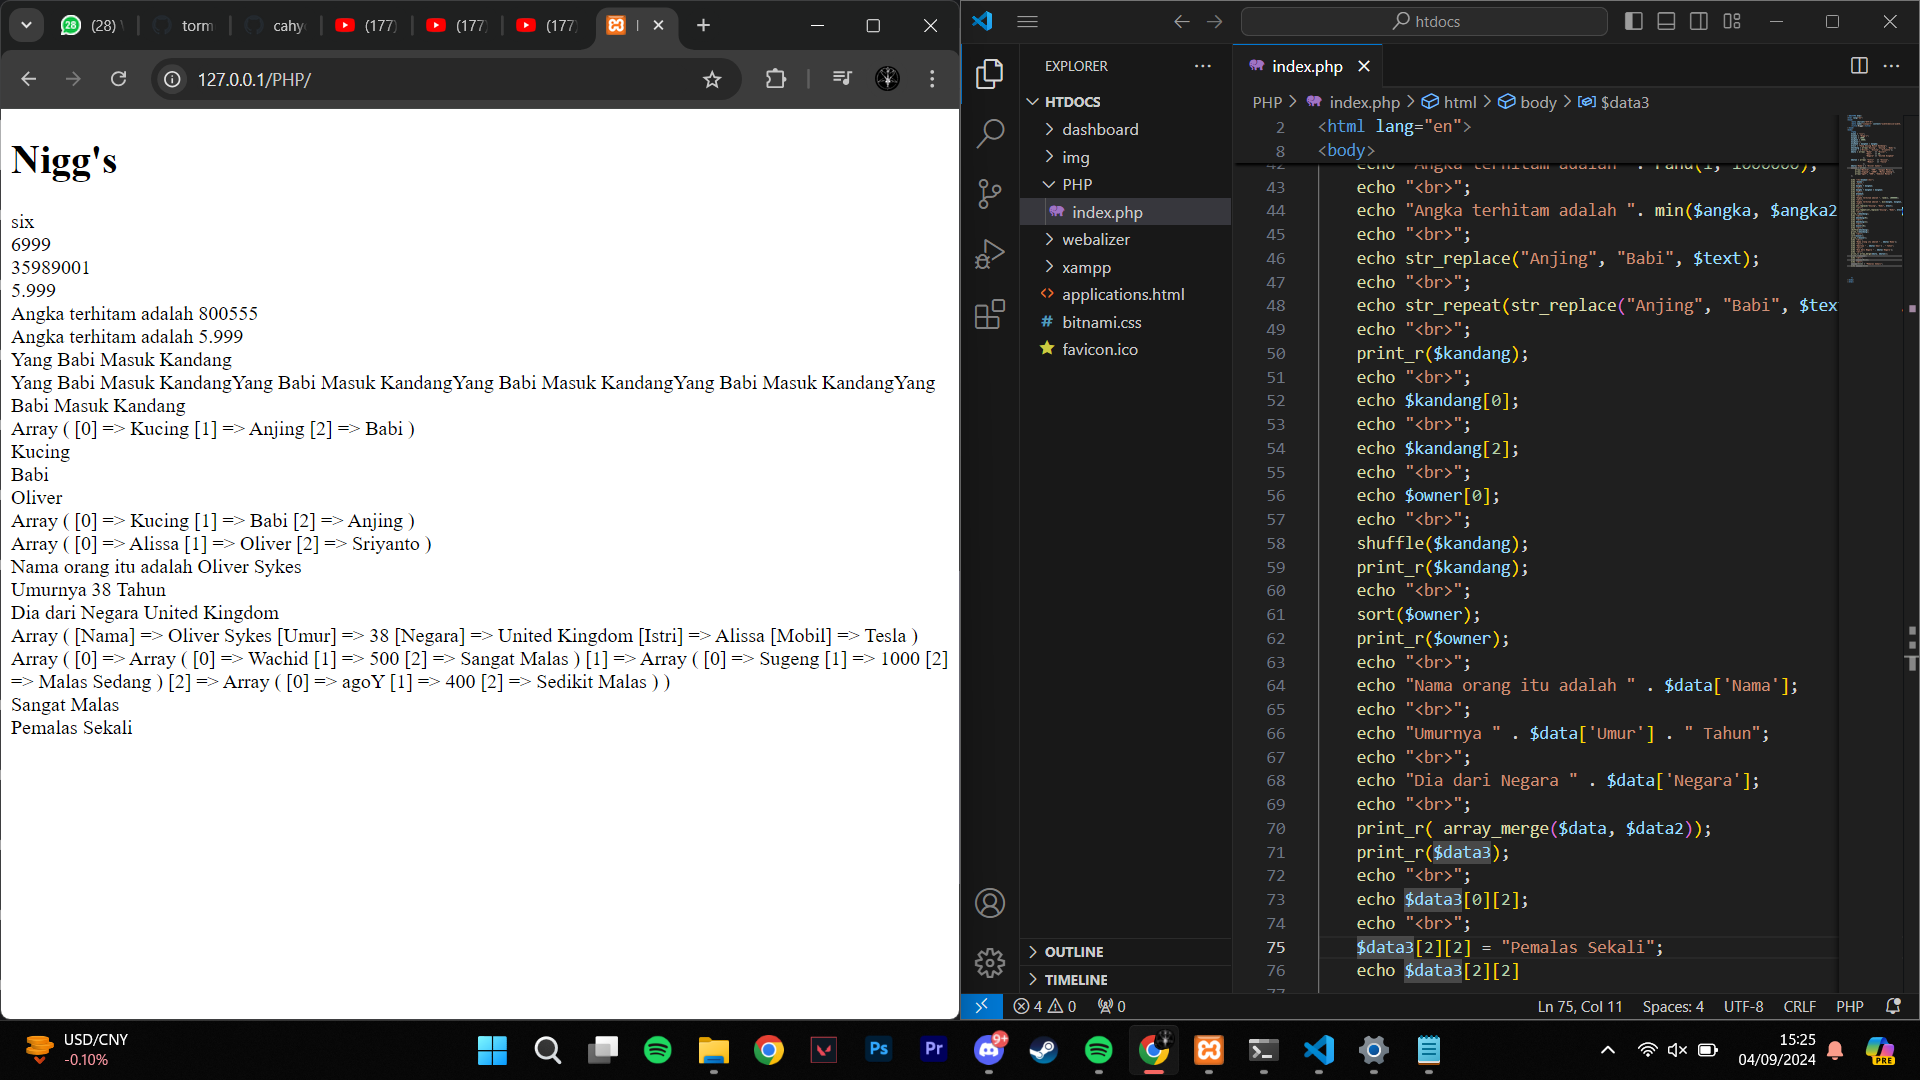 (28)
torm
cahy
(177)
(177)
(177)
127.0.0.1/PHP/
Nigg's
six
6999
35989001
5.999
Angka terhitam adalah 800555
Angka terhitam adalah 5.999
Yang Babi Masuk Kandang
Yang Babi Masuk KandangYang Babi Masuk KandangYang Babi Masuk KandangYang Babi Masuk KandangYang
Babi Masuk Kandang
Array ( [0] => Kucing [1] => Anjing [2] => Babi )
Kucing
Babi
Oliver
Array ( [0] => Kucing [1] => Babi [2] => Anjing )
Array ( [0] => Alissa [1] => Oliver [2] => Sriyanto )
Nama orang itu adalah Oliver Sykes
Umurnya 38 Tahun
Dia dari Negara United Kingdom
Array ( [Nama] => Oliver Sykes [Umur] => 38 [Negara] => United Kingdom [Istri] => Alissa [Mobil] => Tesla )
Array ( [0] => Array ( [0] => Wachid [1] => 500 [2] => Sangat Malas ) [1] => Array ( [0] => Sugeng [1] => 1000 [2]
=> Malas Sedang ) [2] => Array ( [0] => agoY [1] => 400 [2] => Sedikit Malas ) )
Sangat Malas
Pemalas Sekali
htdocs
EXPLORER
HTDOCS
dashboard
img
PHP
index.php
webalizer
xampp
applications.html
bitnami.css
favicon.ico
OUTLINE
TIMELINE
index.php
PHP > index.php > html > body > $data3
2 <html lang="en">
8 <body>
42 echo "Angka terhitam adalah " . rand(1, 1000000);
43 echo "<br>";
44 echo "Angka terhitam adalah ". min($angka, $angka2
45 echo "<br>";
46 echo str_replace("Anjing", "Babi", $text);
47 echo "<br>";
48 echo str_repeat(str_replace("Anjing", "Babi", $tex
49 echo "<br>";
50 print_r($kandang);
51 echo "<br>";
52 echo $kandang[0];
53 echo "<br>";
54 echo $kandang[2];
55 echo "<br>";
56 echo $owner[0];
57 echo "<br>";
58 shuffle($kandang);
59 print_r($kandang);
60 echo "<br>";
61 sort($owner);
62 print_r($owner);
63 echo "<br>";
64 echo "Nama orang itu adalah " . $data['Nama'];
65 echo "<br>";
66 echo "Umurnya " . $data['Umur'] . " Tahun";
67 echo "<br>";
68 echo "Dia dari Negara " . $data['Negara'];
69 echo "<br>";
70 print_r( array_merge($data, $data2));
71 print_r($data3);
72 echo "<br>";
73 echo $data3[0][2];
74 echo "<br>";
75 $data3[2][2] = "Pemalas Sekali";
76 echo $data3[2][2]
77
4 0 0
Ln 75, Col 11 Spaces: 4 UTF-8 CRLF PHP
USD/CNY
-0.10%
Ps
Pr
9+
15:25
04/09/2024
PRE